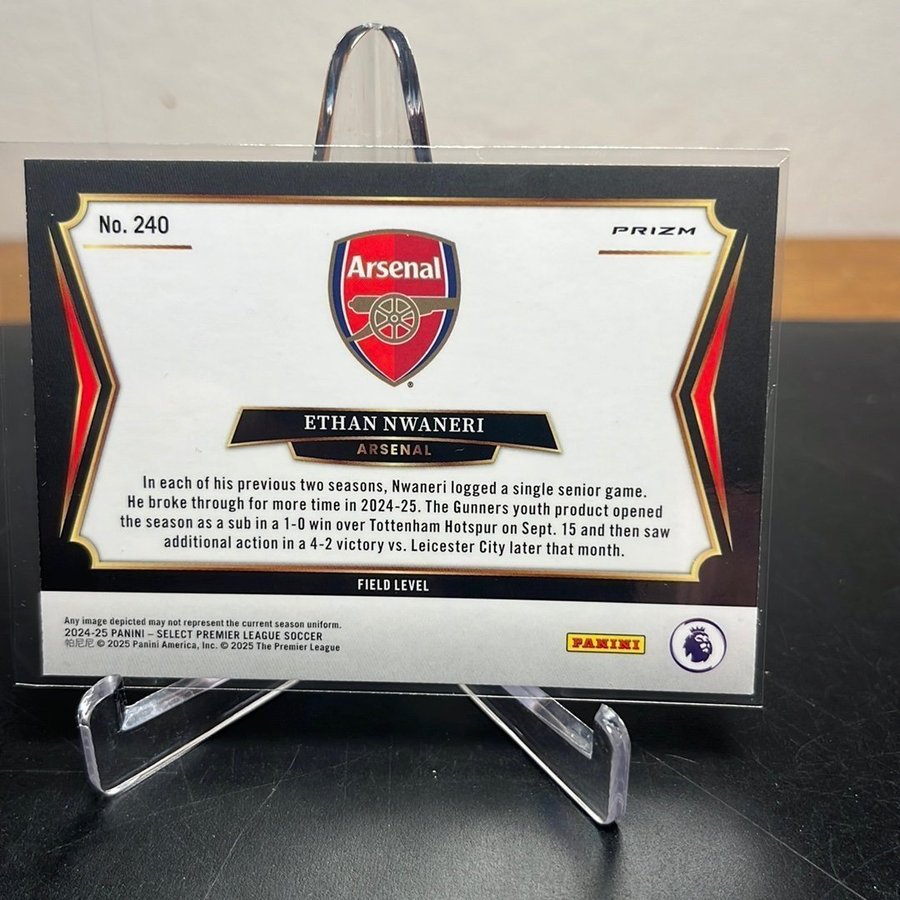 No. 240
PRIZM
Arsenal
®
ETHAN NWANERI
ARSENAL
In each of his previous two seasons, Nwaneri logged a single senior game.
He broke through for more time in 2024-25. The Gunners youth product opened
the season as a sub in a 1-0 win over Tottenham Hotspur on Sept. 15 and then saw
additional action in a 4-2 victory vs. Leicester City later that month.
FIELD LEVEL
Any image depicted may not represent the current season uniform.
2024-25 PANINI – SELECT PREMIER LEAGUE SOCCER
帕尼尼 © 2025 Panini America, Inc. © 2025 The Premier League
PANINI